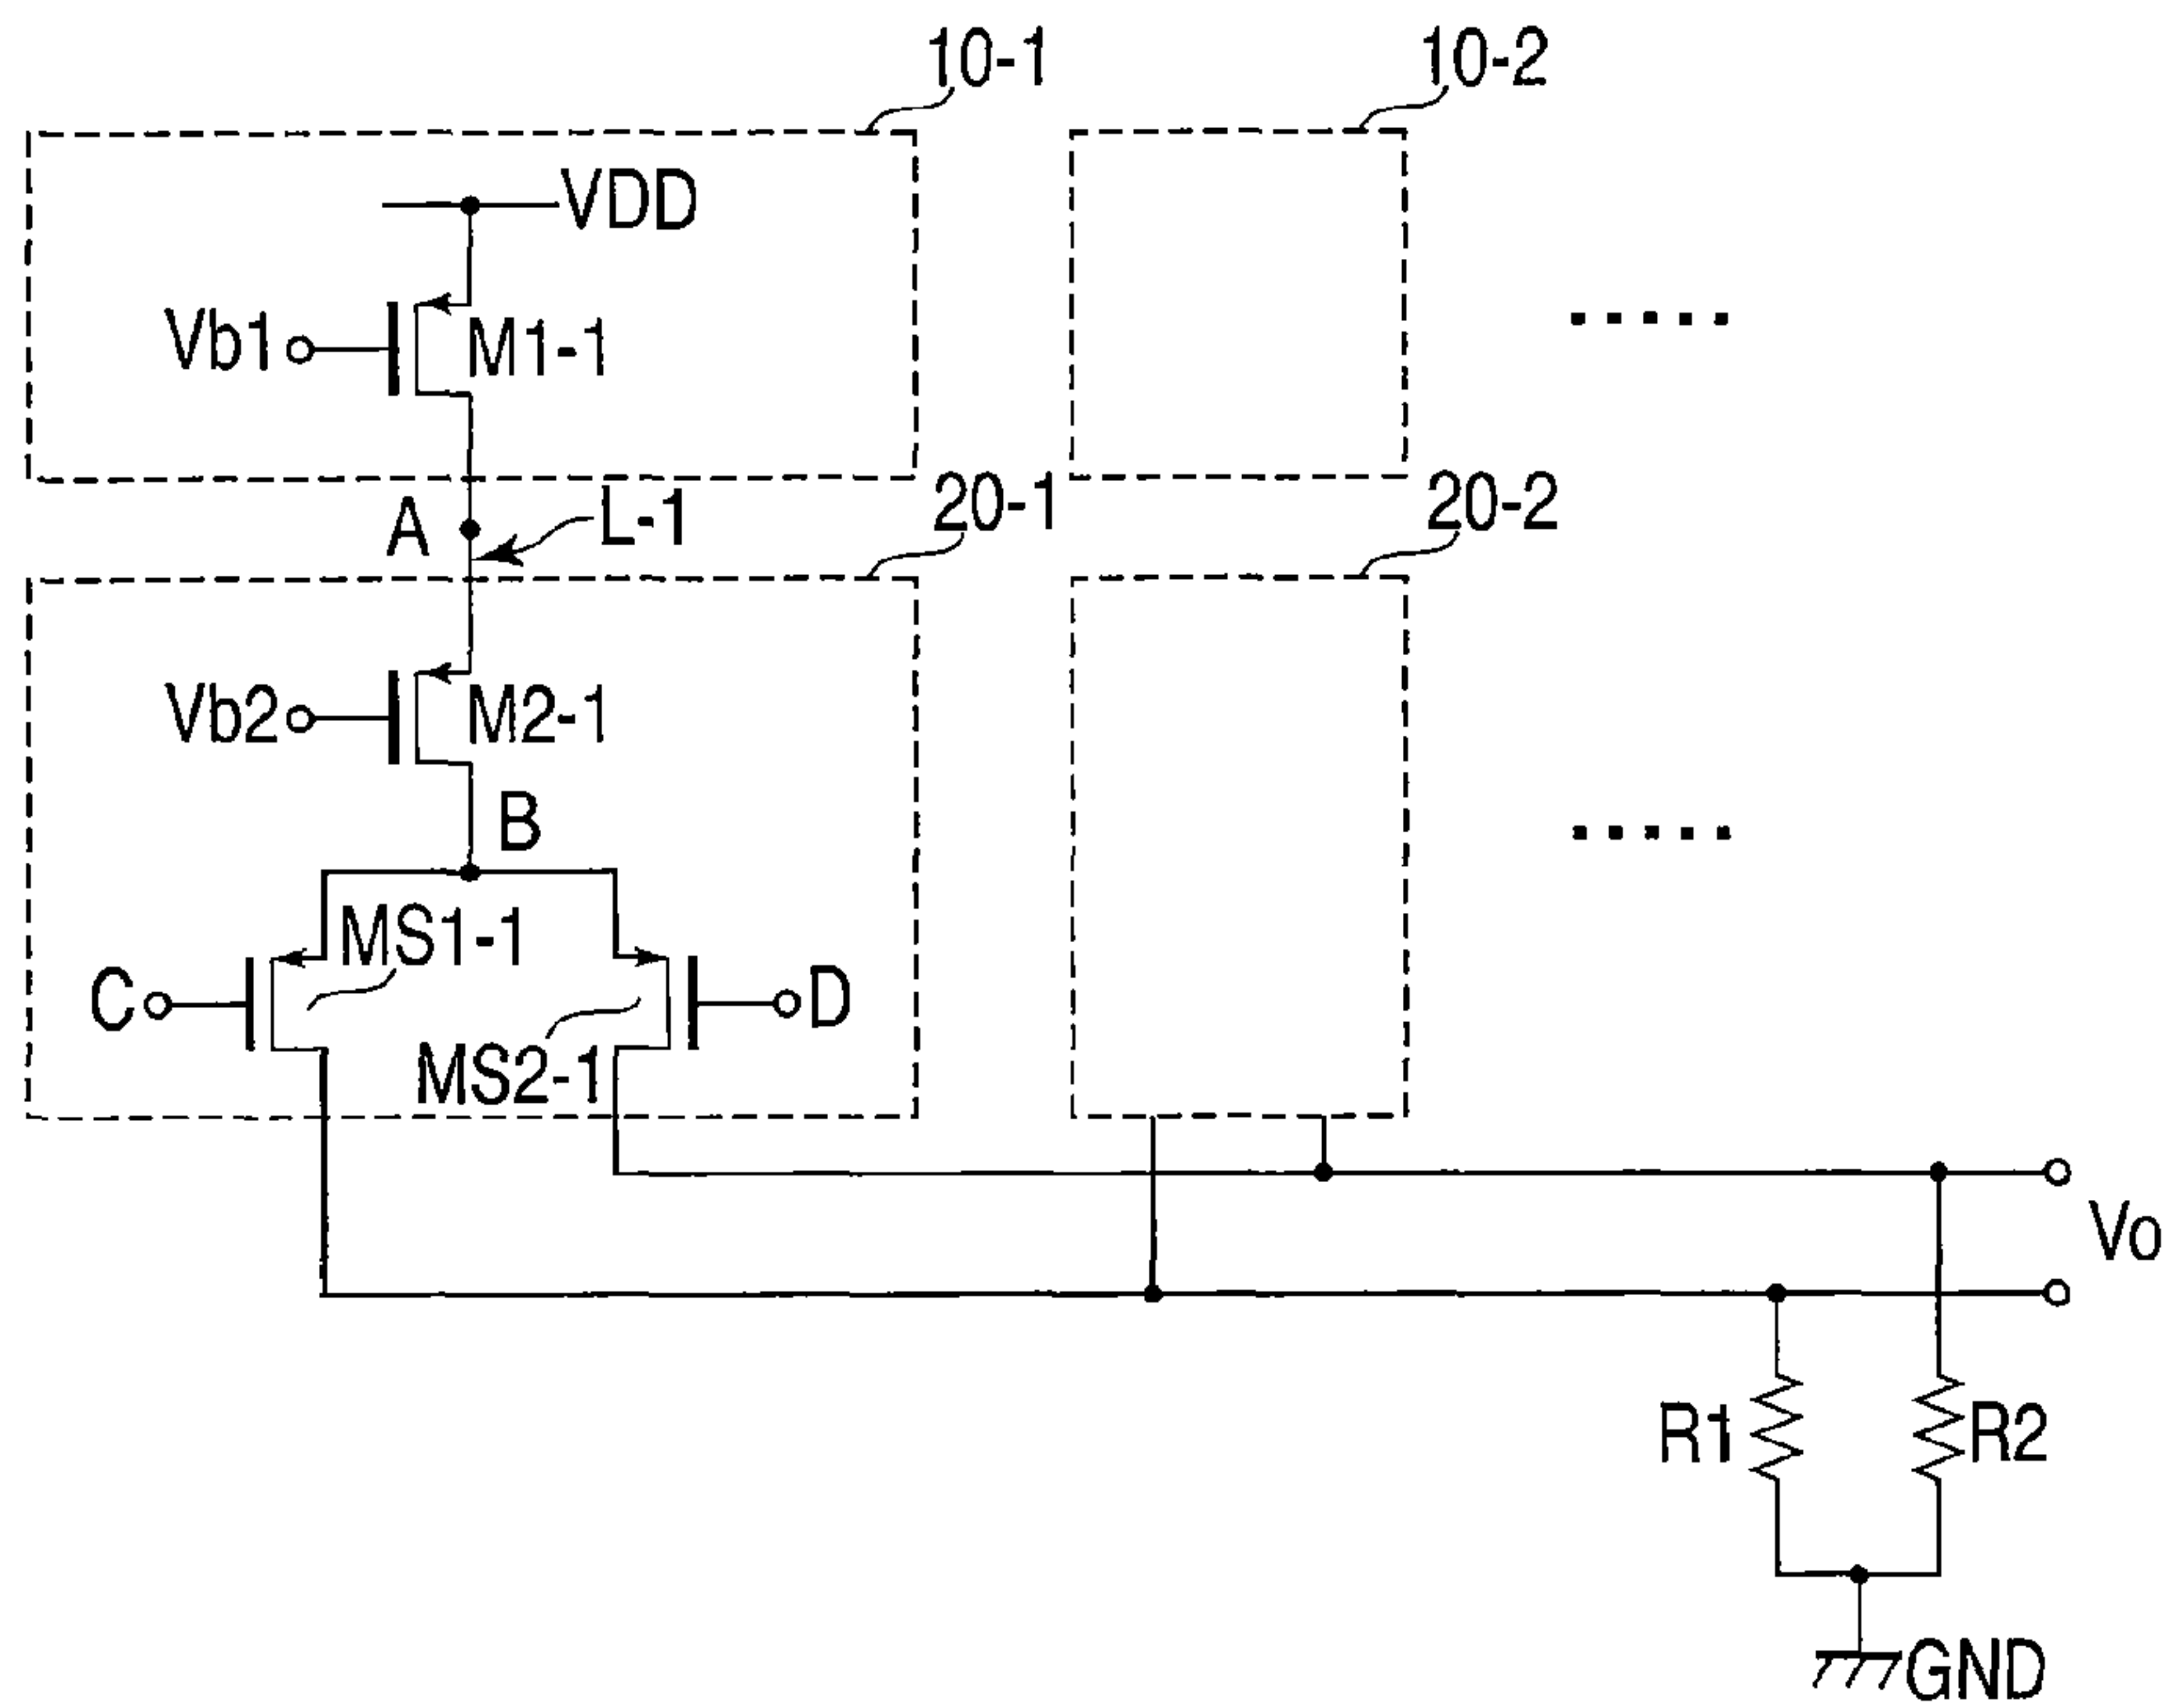 10-1
10-2
VDD
Vb1
M1-1
A
L-1
20-1
20-2
Vb2
M2-1
B
MS1-1
C
D
MS2-1
Vo
R1
R2
GND